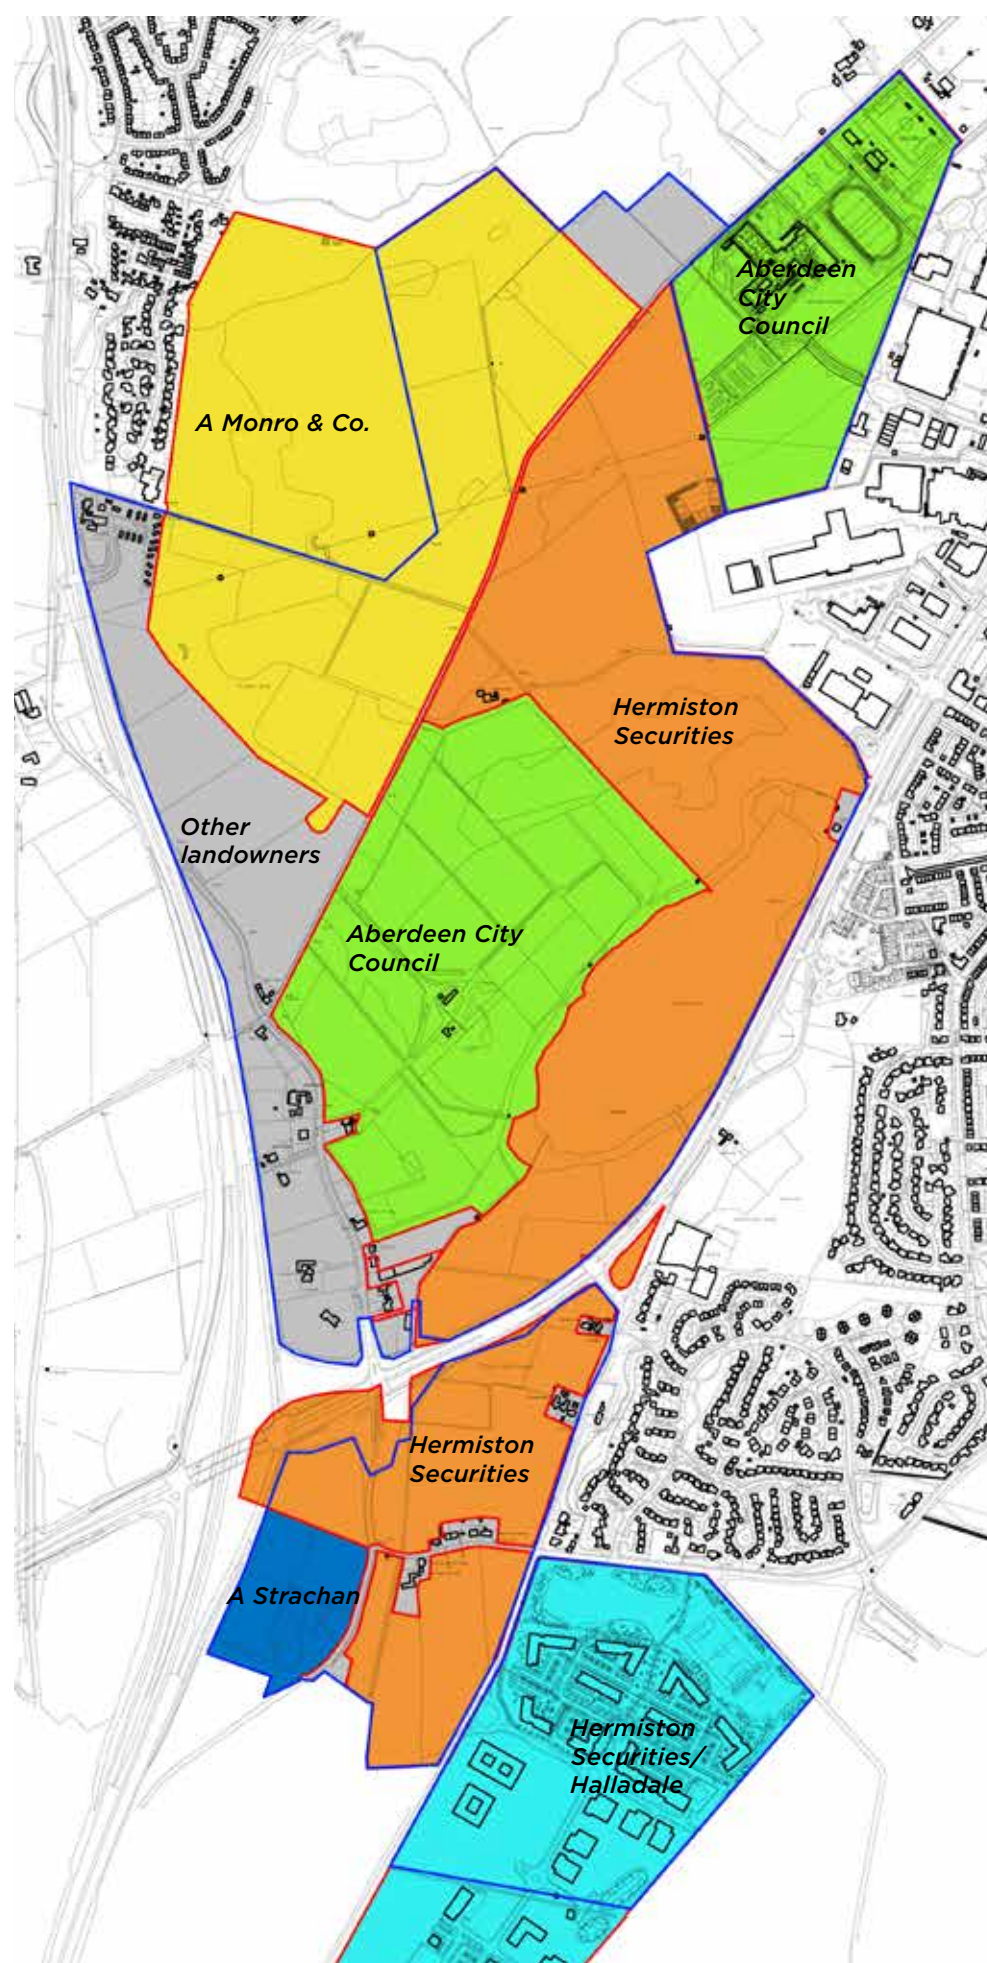 Aberdeen
City
Council
A Monro & Co.
Hermiston
Securities
Other
landowners
Aberdeen City
Council
Hermiston
Securities
A Strachan
Hermiston
Securities/
Halladale